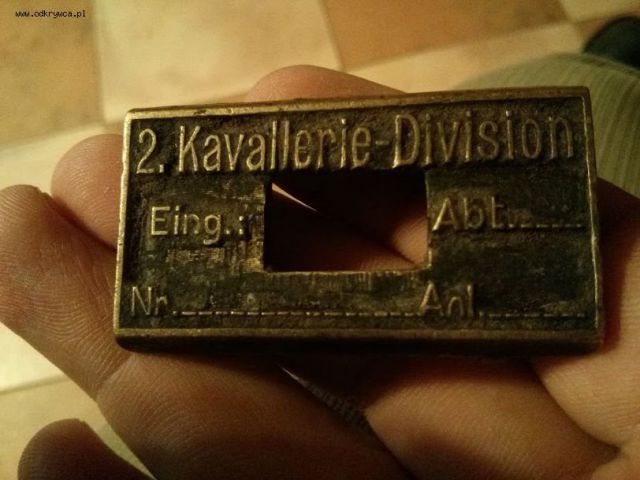 www.odkrywca.pl
2. Kavallerie-Division
Eing.: Abt.......
Nr.................... Anl.......